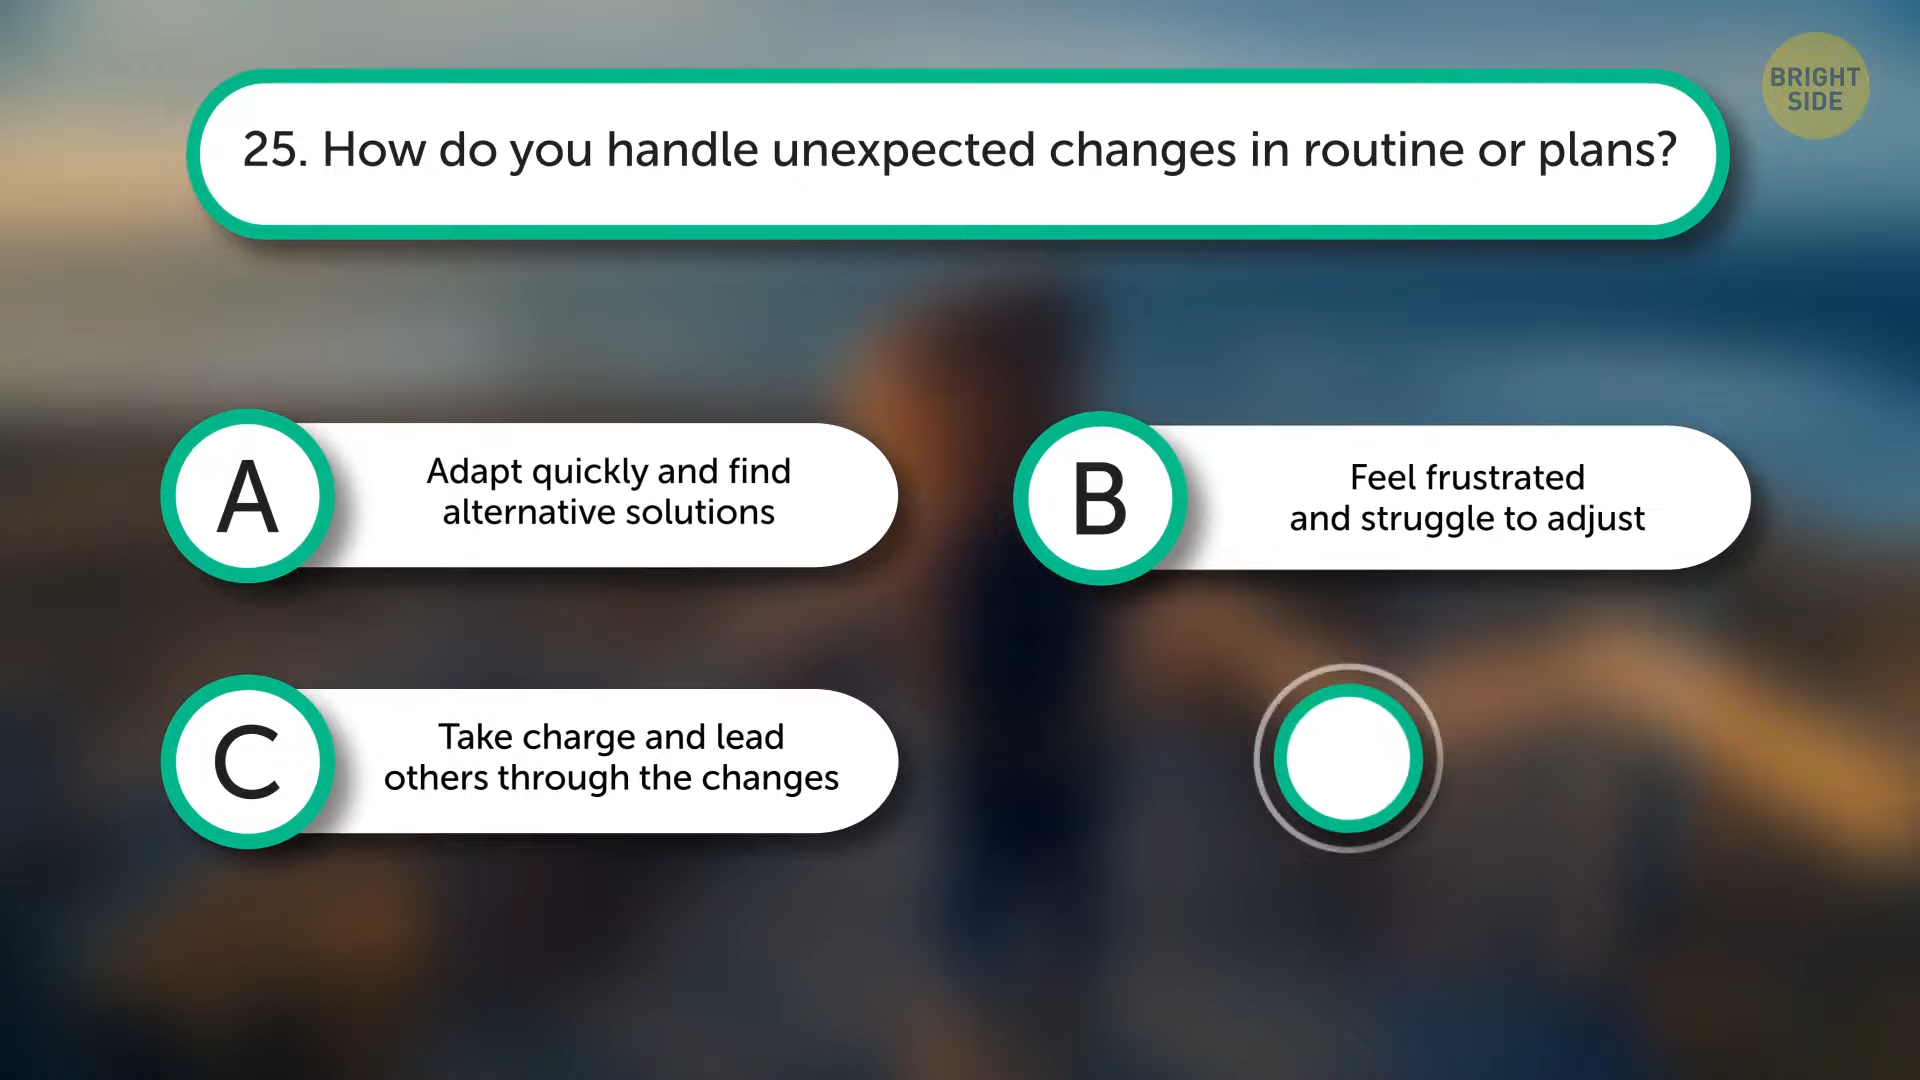 BRIGHT
SIDE
25. How do you handle unexpected changes in routine or plans?
A
Adapt quickly and find
alternative solutions
B
Feel frustrated
and struggle to adjust
C
Take charge and lead
others through the changes